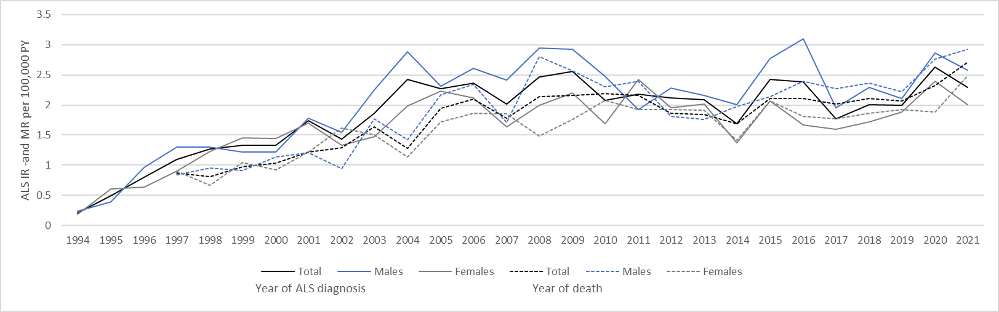 3.5
3
2.5
2
1.5
1
0.5
0
ALS IR -and MR per 100,000 PY
1994 1995 1996 1997 1998 1999 2000 2001 2002 2003 2004 2005 2006 2007 2008 2009 2010 2011 2012 2013 2014 2015 2016 2017 2018 2019 2020 2021
Total Males Females Total Males Females
Year of ALS diagnosis Year of death